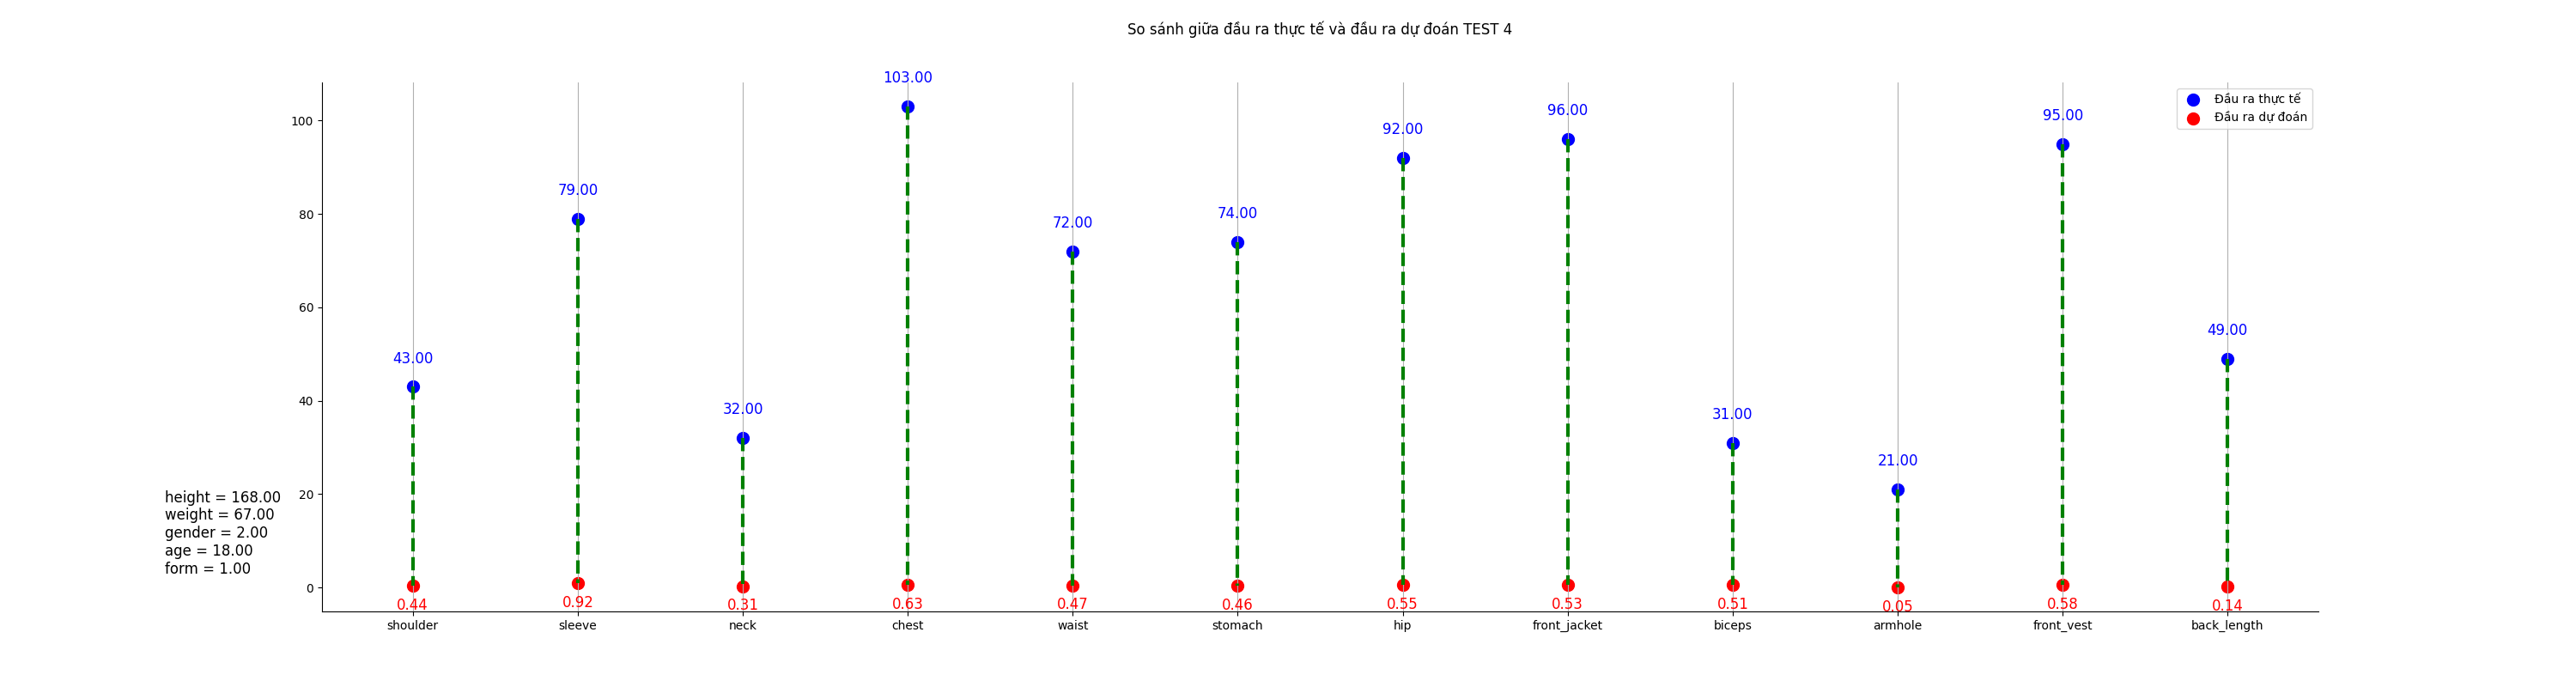 So sánh giữa đầu ra thực tế và đầu ra dự đoán TEST 4
103.00
96.00
95.00
92.00
79.00
74.00
72.00
49.00
43.00
32.00
31.00
21.00
Đầu ra thực tế
Đầu ra dự đoán
100
80
60
40
20
0
height = 168.00
weight = 67.00
gender = 2.00
age = 18.00
form = 1.00
0.44 0.92 0.31 0.63 0.47 0.46 0.55 0.53 0.51 0.05 0.58 0.14
shoulder sleeve neck chest waist stomach hip front_jacket biceps armhole front_vest back_length